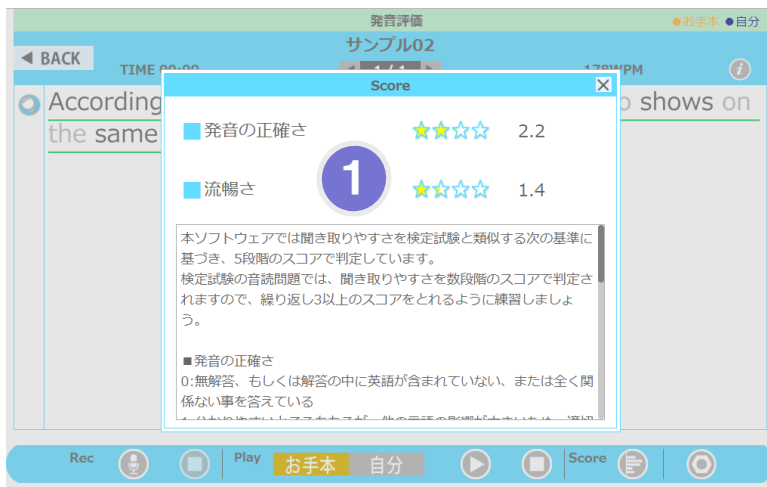 発音評価
●お手本 ●自分
サンプル02
◀ BACK
TIME 00:00
1 / 1
178WPM
i
Score
According
o shows on
the same
発音の正確さ
2.2
1
流暢さ
1.4
本ソフトウェアでは聞き取りやすさを検定試験と類似する次の基準に
基づき、5段階のスコアで判定しています。
検定試験の音読問題では、聞き取りやすさを数段階のスコアで判定さ
れますので、繰り返し3以上のスコアをとれるように練習しましょ
う。
■発音の正確さ
0:無解答、もしくは解答の中に英語が含まれていない、または全く関
係ない事を答えている
Rec
Play
お手本
自分
Score